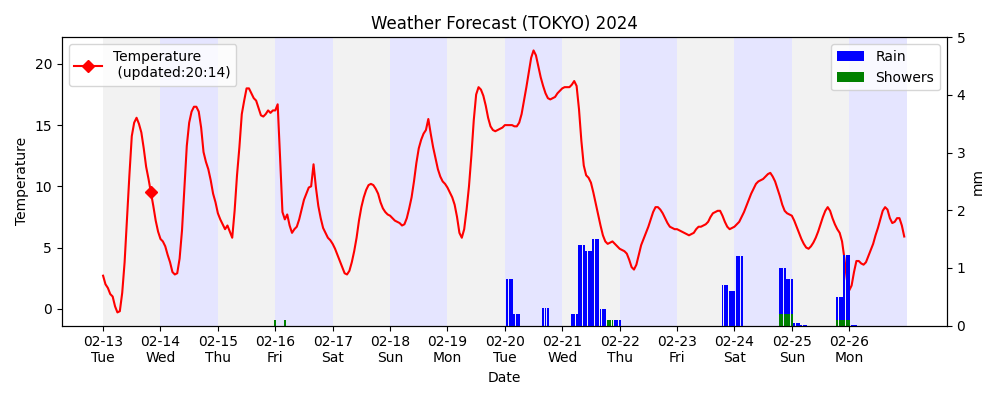 Weather Forecast (TOKYO) 2024
Temperature
(updated:20:14)
Rain
Showers
Temperature
20
15
10
5
0
5
4
3
2
1
0
mm
02-13 02-14 02-15 02-16 02-17 02-18 02-19 02-20 02-21 02-22 02-23 02-24 02-25 02-26
Tue Wed Thu Fri Sat Sun Mon Tue Wed Thu Fri Sat Sun Mon
Date